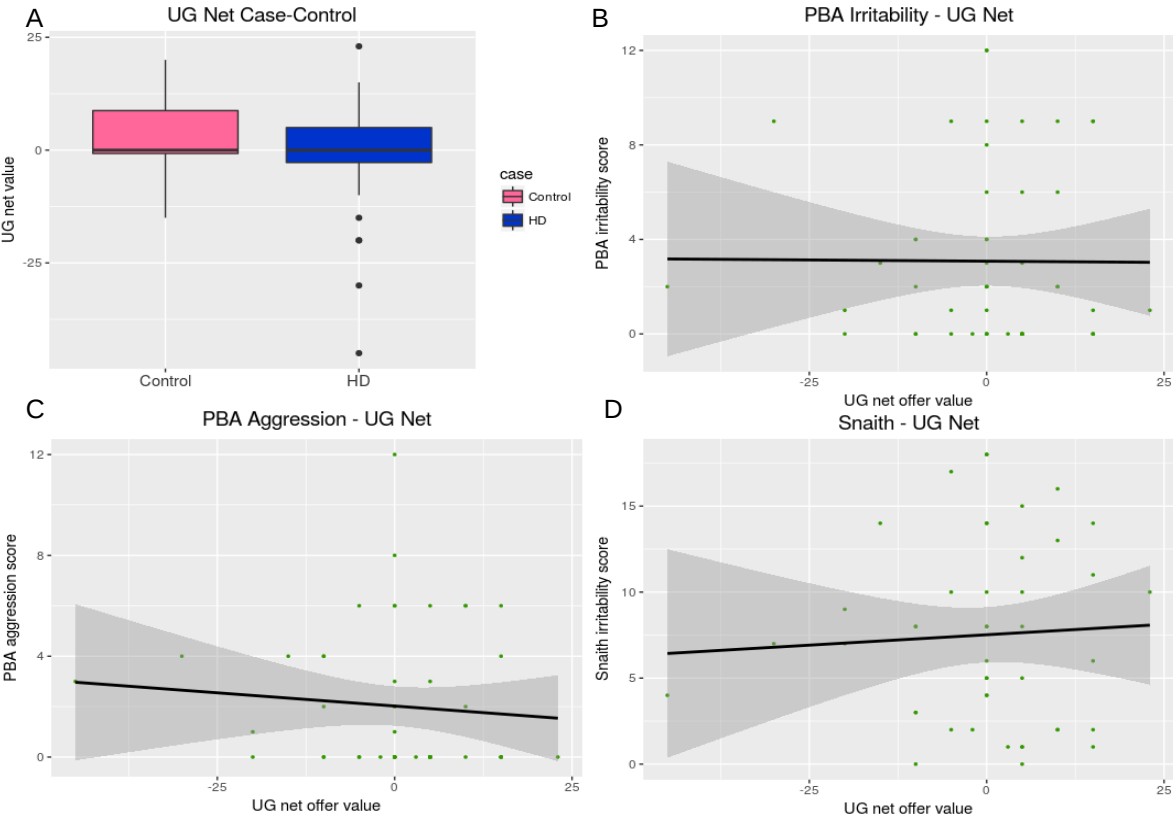 A
UG Net Case-Control
25
0
-25
UG net value
Control
HD
case
Control
HD
B
PBA Irritability - UG Net
12
8
4
0
PBA irritability score
-25
0
25
UG net offer value
C
PBA Aggression - UG Net
12
8
4
0
PBA aggression score
-25
0
25
UG net offer value
D
Snaith - UG Net
15
10
5
0
Snaith irritability score
-25
0
25
UG net offer value